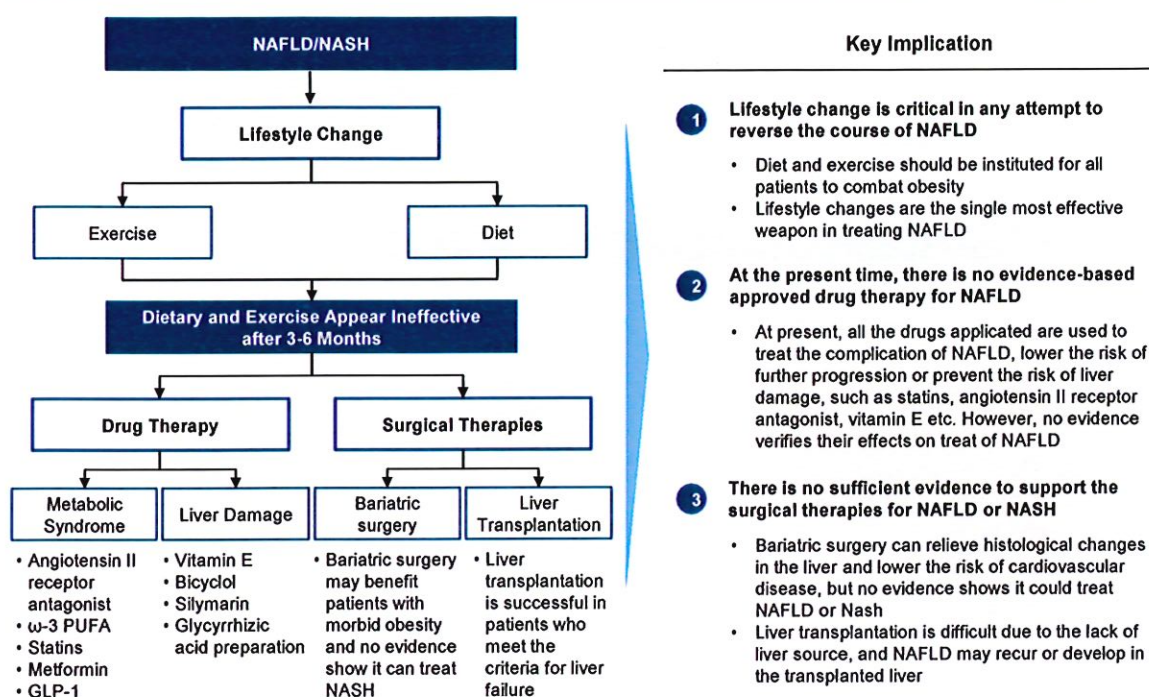 NAFLD/NASH
Lifestyle Change
Exercise
Diet
Dietary and Exercise Appear Ineffective
after 3-6 Months
Drug Therapy
Surgical Therapies
Metabolic
Syndrome
• Angiotensin II
receptor
antagonist
• ω-3 PUFA
• Statins
• Metformin
• GLP-1
Liver Damage
• Vitamin E
• Bicyclol
• Silymarin
• Glycyrrhizic
acid preparation
Bariatric
surgery
• Bariatric surgery
may benefit
patients with
morbid obesity
and no evidence
show it can treat
NASH
Liver
Transplantation
• Liver
transplantation
is successful in
patients who
meet the
criteria for liver
failure
Key Implication
1 Lifestyle change is critical in any attempt to
reverse the course of NAFLD
• Diet and exercise should be instituted for all
patients to combat obesity
• Lifestyle changes are the single most effective
weapon in treating NAFLD
2 At the present time, there is no evidence-based
approved drug therapy for NAFLD
• At present, all the drugs applicated are used to
treat the complication of NAFLD, lower the risk of
further progression or prevent the risk of liver
damage, such as statins, angiotensin II receptor
antagonist, vitamin E etc. However, no evidence
verifies their effects on treat of NAFLD
3 There is no sufficient evidence to support the
surgical therapies for NAFLD or NASH
• Bariatric surgery can relieve histological changes
in the liver and lower the risk of cardiovascular
disease, but no evidence shows it could treat
NAFLD or Nash
• Liver transplantation is difficult due to the lack of
liver source, and NAFLD may recur or develop in
the transplanted liver